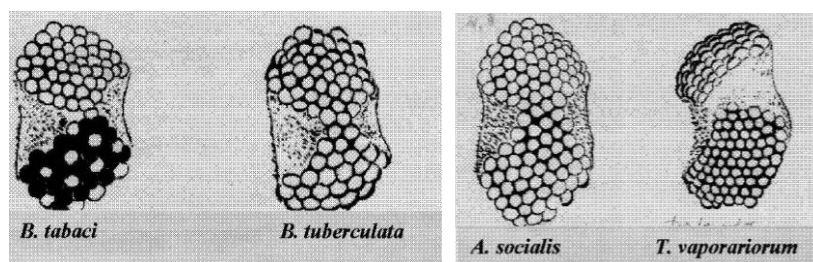 B. tabaci
B. tuberculata
A. socialis
T. vaporariorum